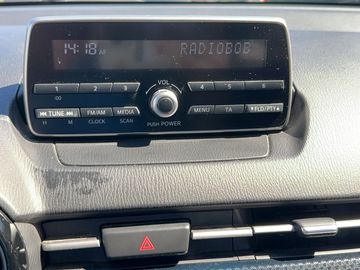 14:18 AF RADIOBOB
1 2 3 VOL 4 5 6
∞
TUNE FM/AM MEDIA MENU TA FLD/PTY
H M CLOCK SCAN PUSH POWER